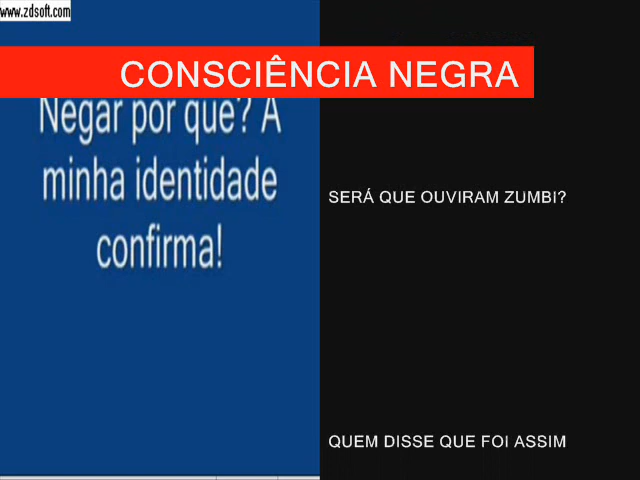 www.zdsoft.com
CONSCIÊNCIA NEGRA
Negar por que? A
minha identidade
confirma!
SERÁ QUE OUVIRAM ZUMBI?
QUEM DISSE QUE FOI ASSIM